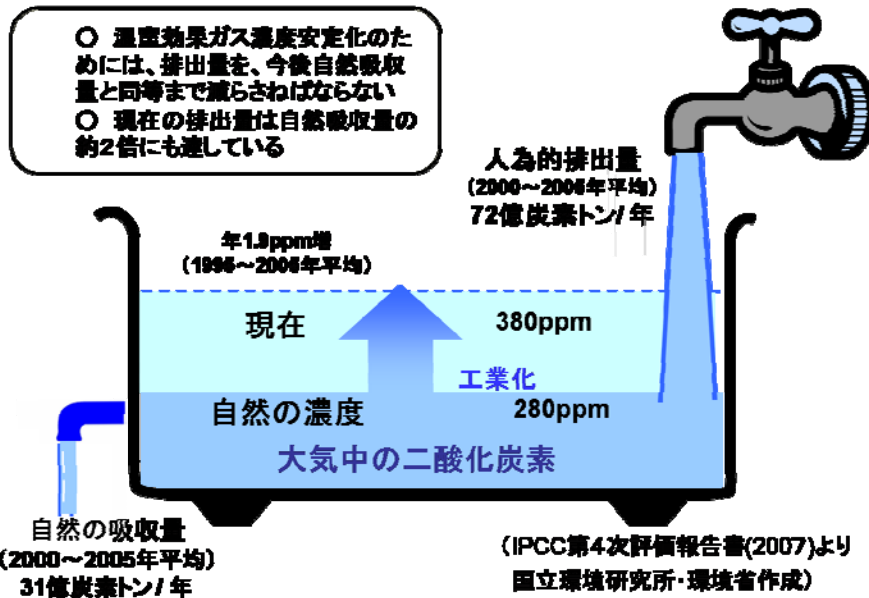 ○ 温室効果ガス濃度安定化のた
めには、排出量を、今後自然吸収
量と同等まで減らさねばならない
○ 現在の排出量は自然吸収量の
約2倍にも達している
人為的排出量
(2000～2005年平均)
72億炭素トン/年
年1.9ppm増
(1995～2005年平均)
現在
380ppm
工業化
自然の濃度
280ppm
大気中の二酸化炭素
自然の吸収量
(2000～2005年平均)
31億炭素トン/年
(IPCC第4次評価報告書(2007)より
国立環境研究所・環境省作成)